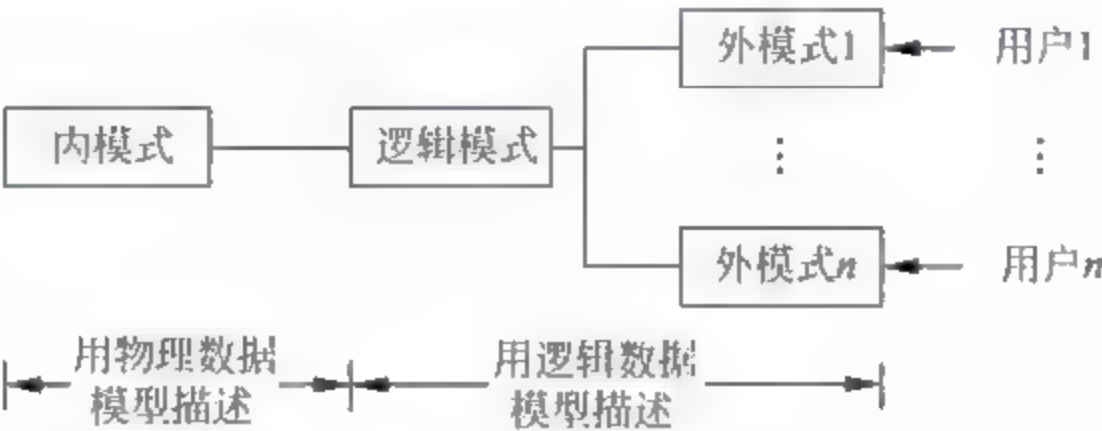 外模式1
用户1
内模式
逻辑模式
⋮
⋮
外模式n
用户n
用物理数据
模型描述
用逻辑数据
模型描述